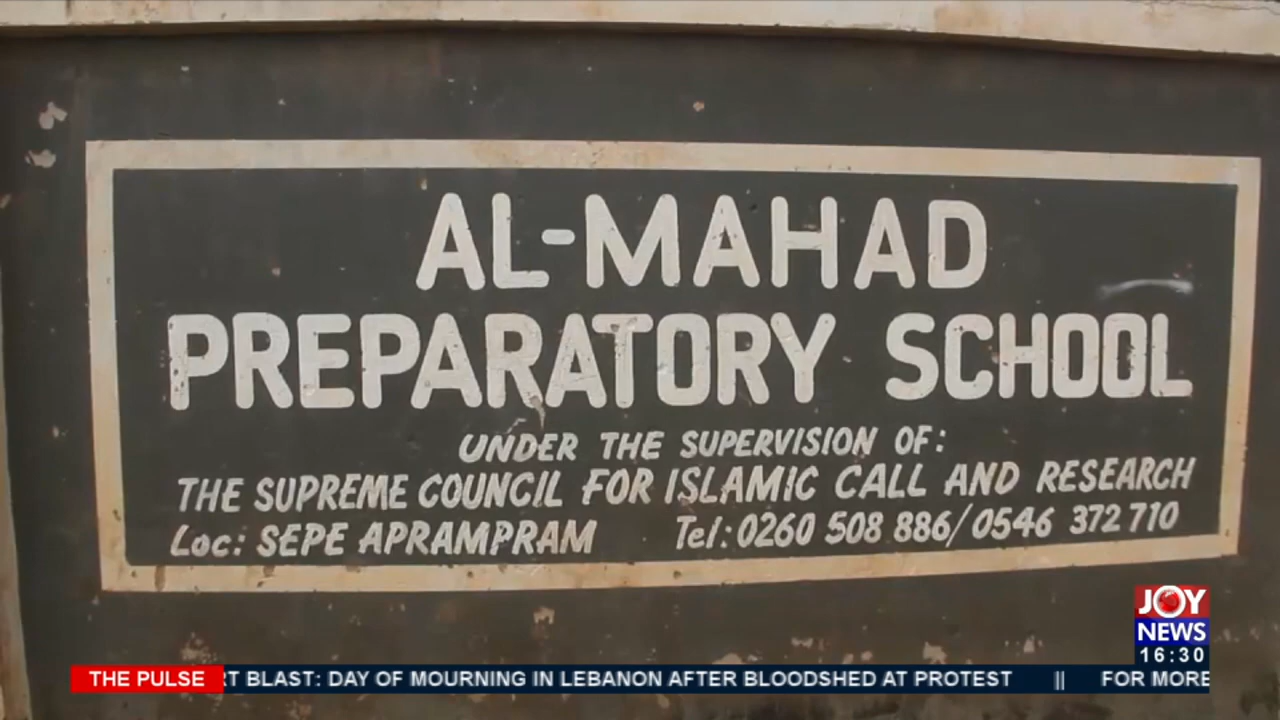 AL-MAHAD
PREPARATORY SCHOOL
UNDER THE SUPERVISION OF:
THE SUPREME COUNCIL FOR ISLAMIC CALL AND RESEARCH
Loc: SEPE APRAMPRAM Tel: 0260 508 886/0546 372 710
JOY
NEWS
16:30
THE PULSE T BLAST: DAY OF MOURNING IN LEBANON AFTER BLOODSHED AT PROTEST || FOR MORE